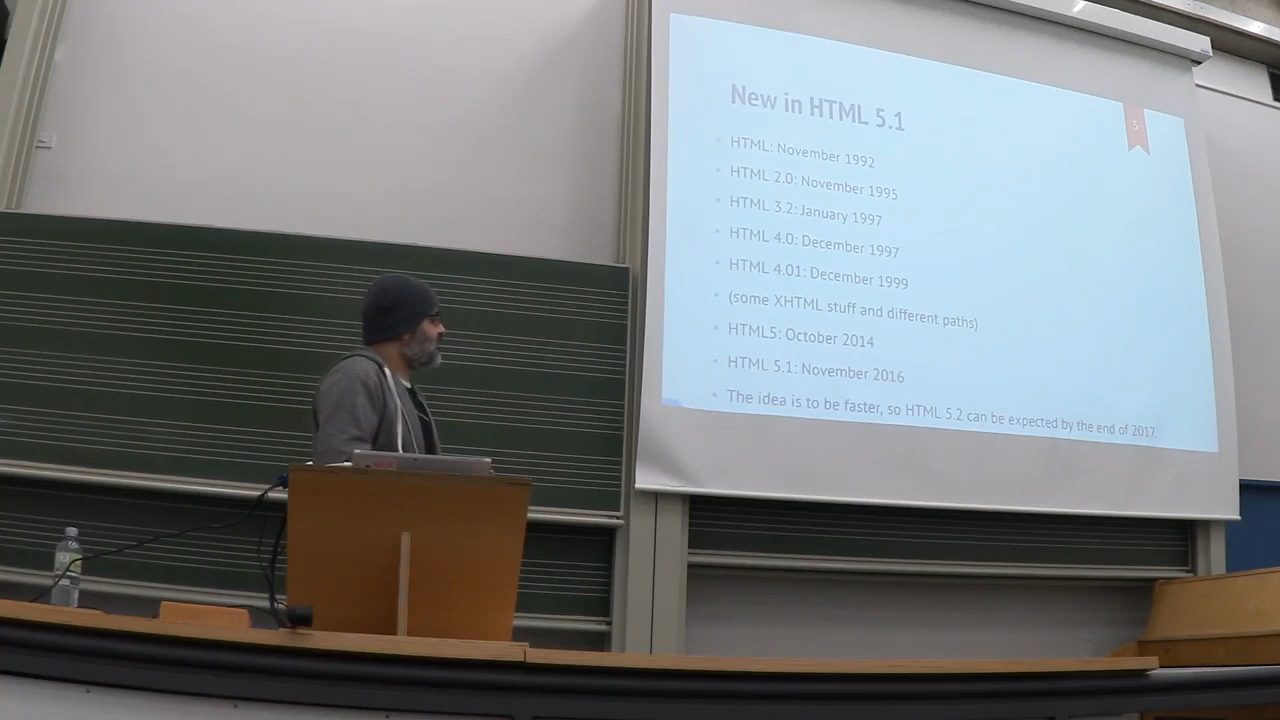 New in HTML 5.1
5
HTML: November 1992
HTML 2.0: November 1995
HTML 3.2: January 1997
HTML 4.0: December 1997
HTML 4.01: December 1999
(some XHTML stuff and different paths)
HTML5: October 2014
HTML 5.1: November 2016
The idea is to be faster, so HTML 5.2 can be expected by the end of 2017.